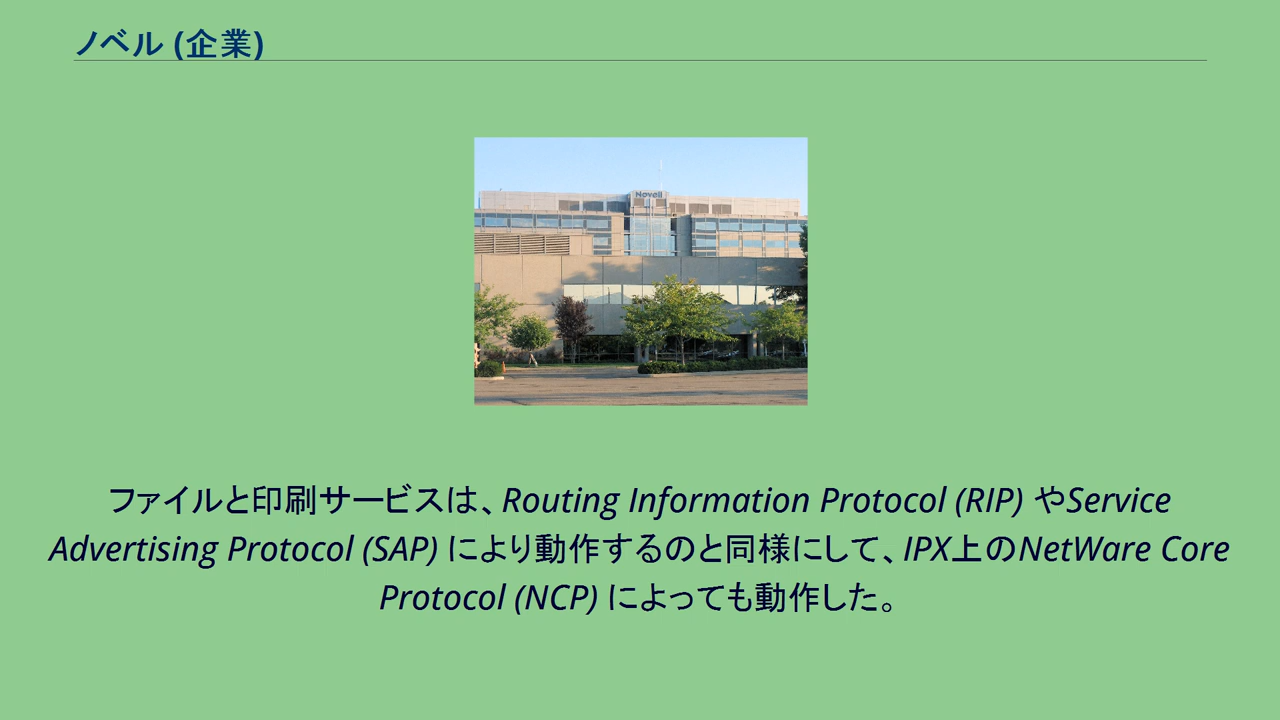 ノベル (企業)
Novell
ファイルと印刷サービスは、Routing Information Protocol (RIP) やService
Advertising Protocol (SAP) により動作するのと同様にして、IPX上のNetWare Core
Protocol (NCP) によっても動作した。